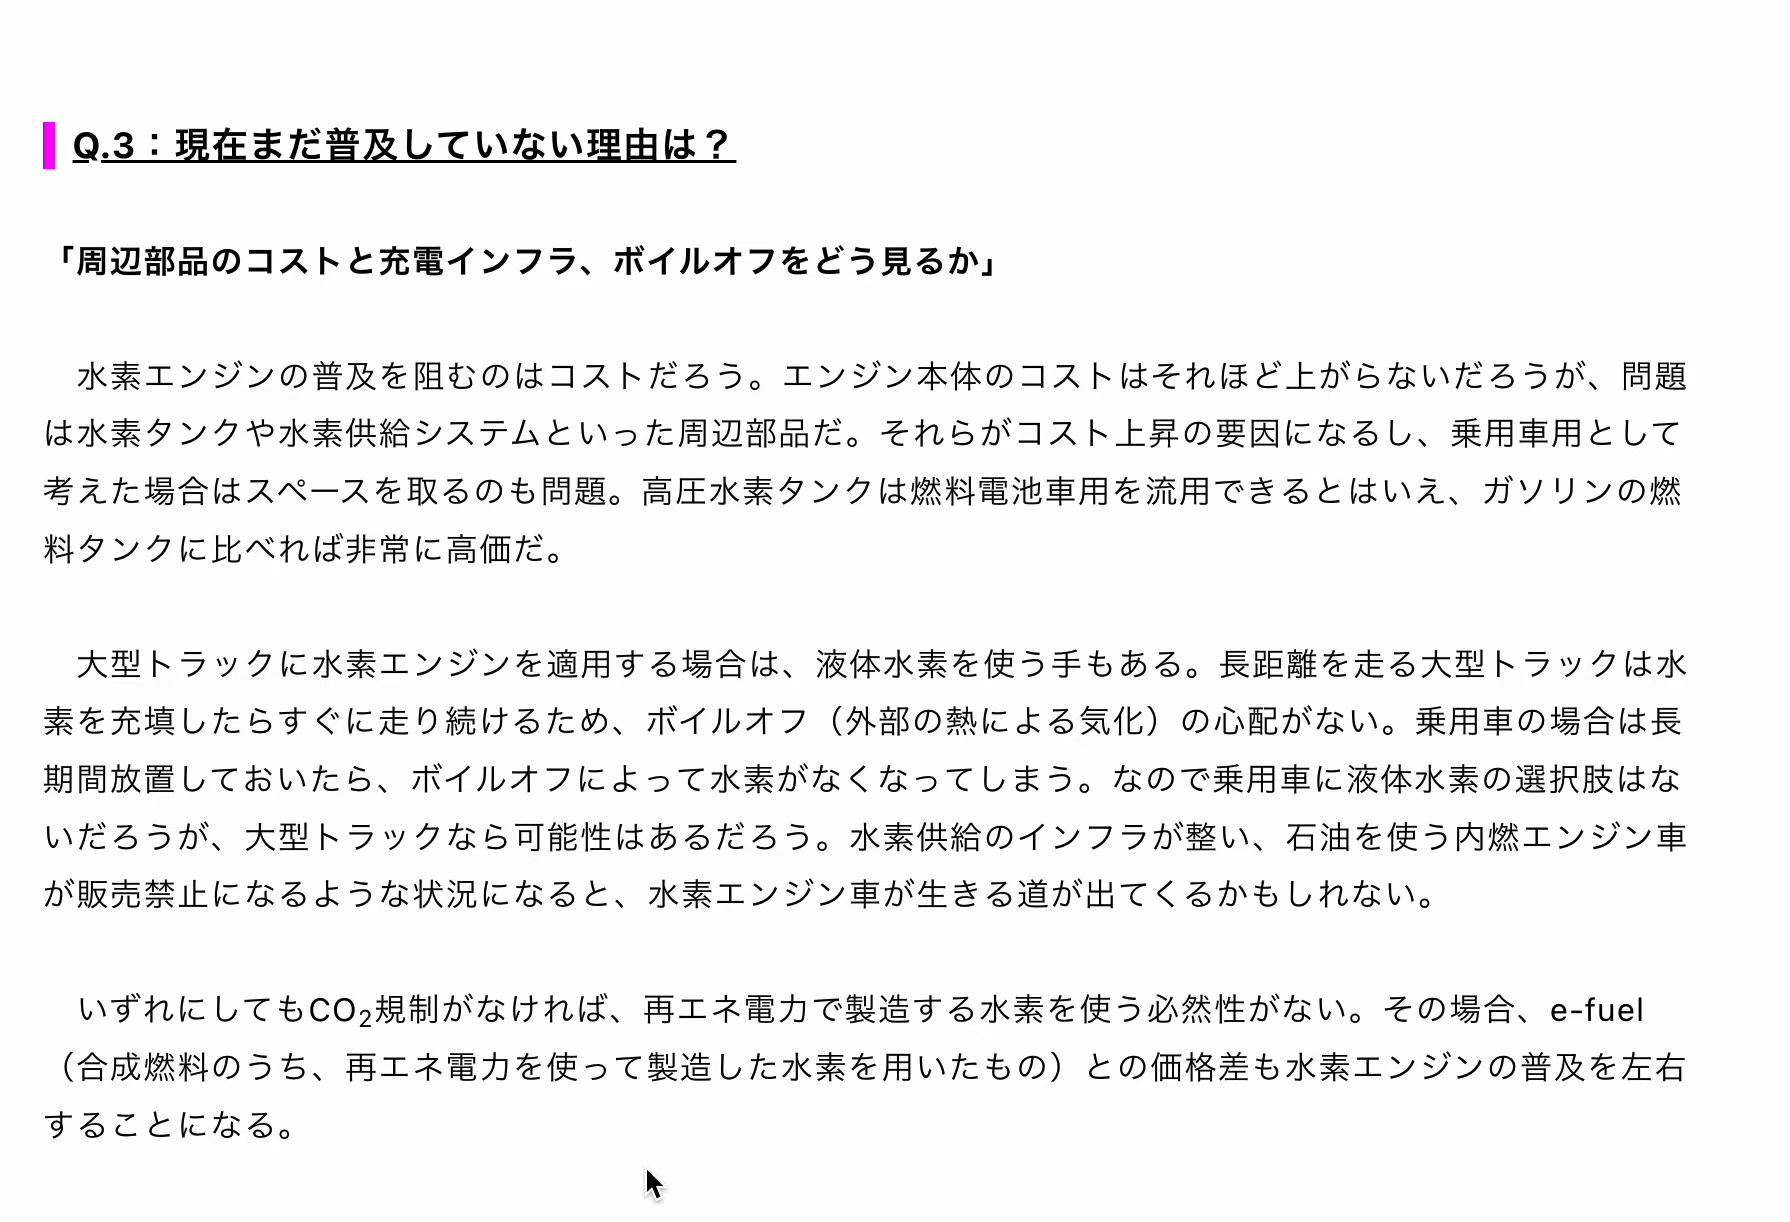 Q.3：現在まだ普及していない理由は？
「周辺部品のコストと充電インフラ、ボイルオフをどう見るか」
　水素エンジンの普及を阻むのはコストだろう。エンジン本体のコストはそれほど上がらないだろうが、問題
は水素タンクや水素供給システムといった周辺部品だ。それらがコスト上昇の要因になるし、乗用車用として
考えた場合はスペースを取るのも問題。高圧水素タンクは燃料電池車用を流用できるとはいえ、ガソリンの燃
料タンクに比べれば非常に高価だ。
　大型トラックに水素エンジンを適用する場合は、液体水素を使う手もある。長距離を走る大型トラックは水
素を充填したらすぐに走り続けるため、ボイルオフ（外部の熱による気化）の心配がない。乗用車の場合は長
期間放置しておいたら、ボイルオフによって水素がなくなってしまう。なので乗用車に液体水素の選択肢はな
いだろうが、大型トラックなら可能性はあるだろう。水素供給のインフラが整い、石油を使う内燃エンジン車
が販売禁止になるような状況になると、水素エンジン車が生きる道が出てくるかもしれない。
　いずれにしてもCO₂規制がなければ、再エネ電力で製造する水素を使う必然性がない。その場合、e-fuel
（合成燃料のうち、再エネ電力を使って製造した水素を用いたもの）との価格差も水素エンジンの普及を左右
することになる。